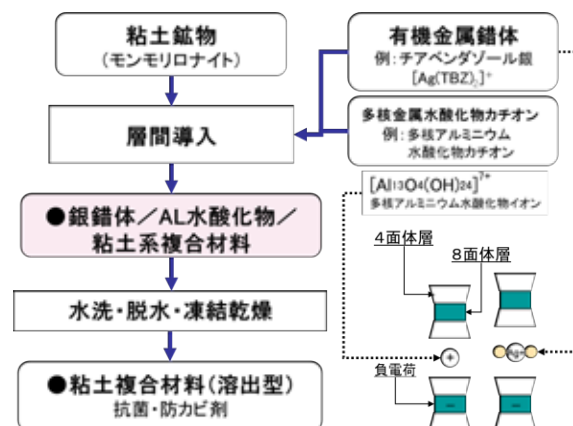 粘土鉱物
(モンモリロナイト)
層間導入
●銀錯体／AL水酸化物／
粘土系複合材料
水洗・脱水・凍結乾燥
●粘土複合材料(溶出型)
抗菌・防カビ剤
有機金属錯体
例：チアベンダゾール銀
[Ag(TBZ)2]+
多核金属水酸化物カチオン
例：多核アルミニウム
水酸化物カチオン
[Al13O4(OH)24]7+
多核アルミニウム水酸化物イオン
4面体層
8面体層
+
Ag+
負電荷
−
−